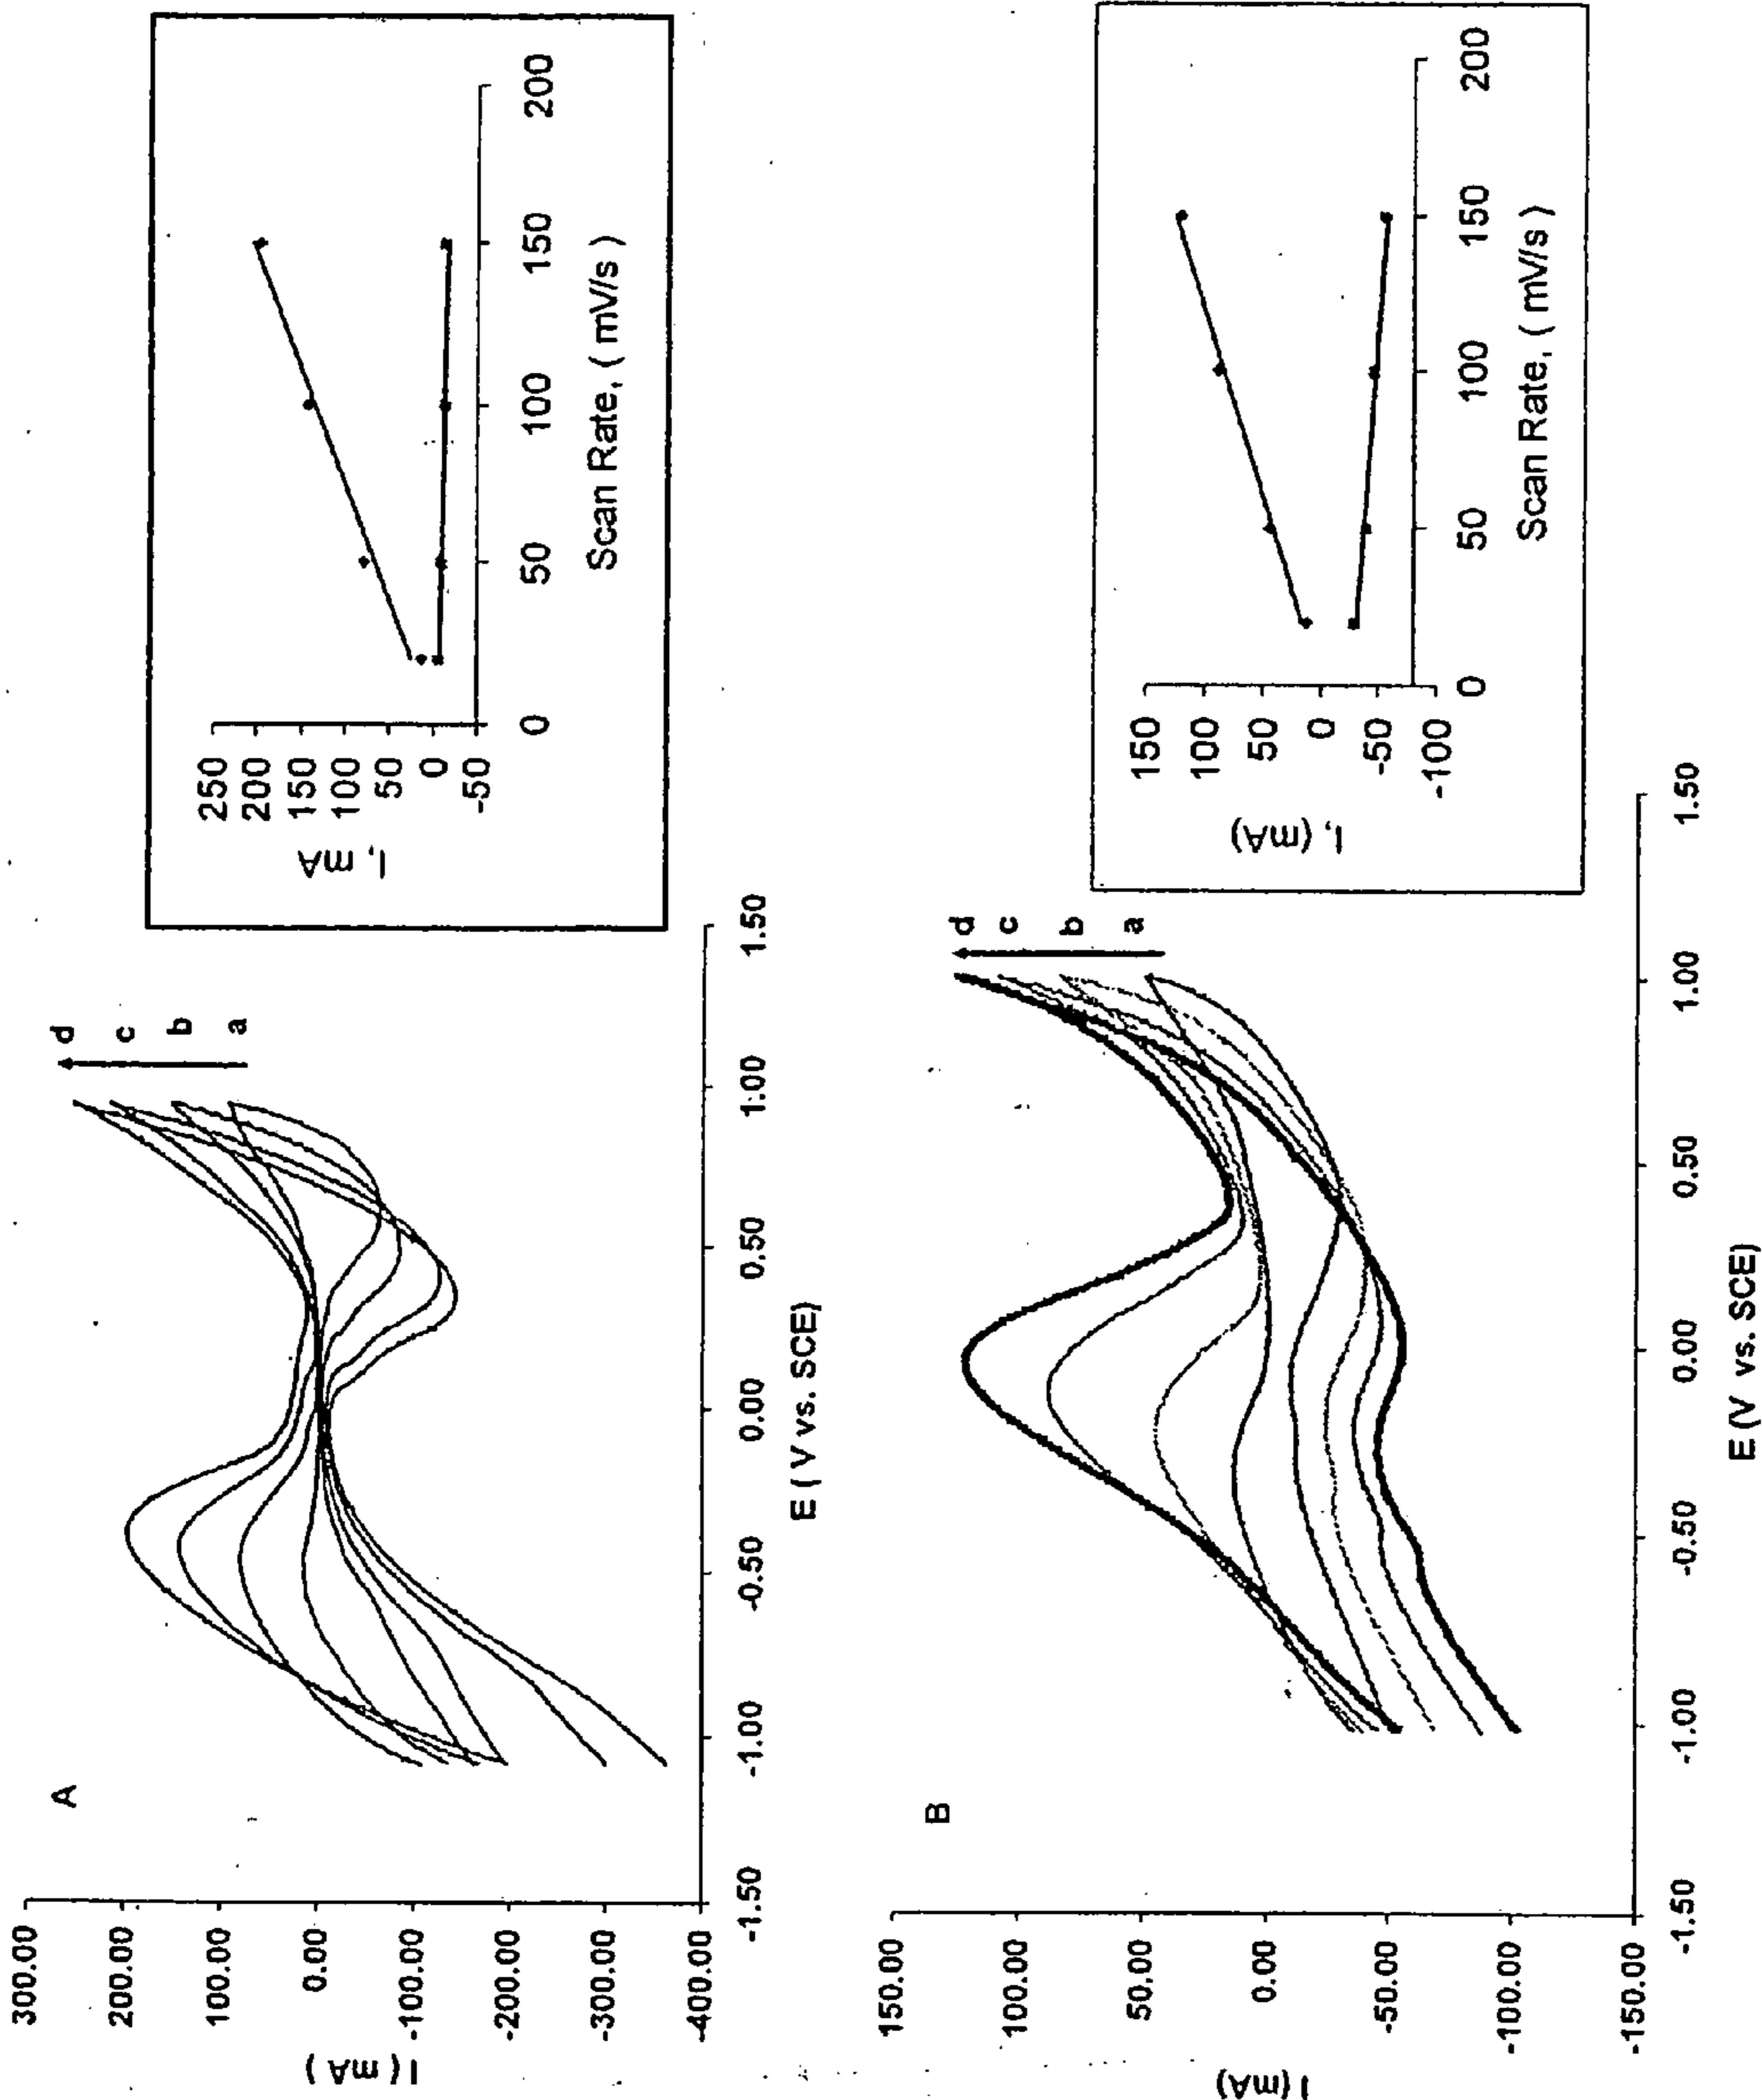 A
300.00
200.00
100.00
0.00
-100.00
-200.00
-300.00
-400.00
I ( mA )
-1.50
-1.00
-0.50
0.00
0.50
1.00
1.50
E ( V vs. SCE)
d
c
b
a
250
200
150
100
50
0
-50
I, mA
0
50
100
150
200
Scan Rate, ( mV/s )
B
150.00
100.00
50.00
0.00
-50.00
-100.00
-150.00
I(mA)
-1.50
-1.00
-0.50
0.00
0.50
1.00
1.50
E (V vs. SCE)
d
c
b
a
150
100
50
0
-50
-100
I, (mA)
0
50
100
150
200
Scan Rate, ( mV/s )